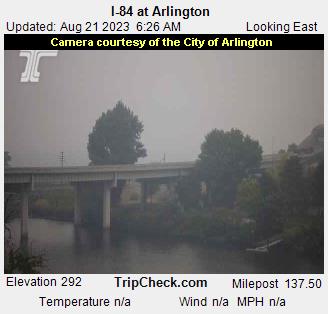 I-84 at Arlington
Updated: Aug 21 2023 6:26 AM Looking East
Camera courtesy of the City of Arlington
Elevation 292 TripCheck.com Milepost 137.50
Temperature n/a Wind n/a MPH n/a